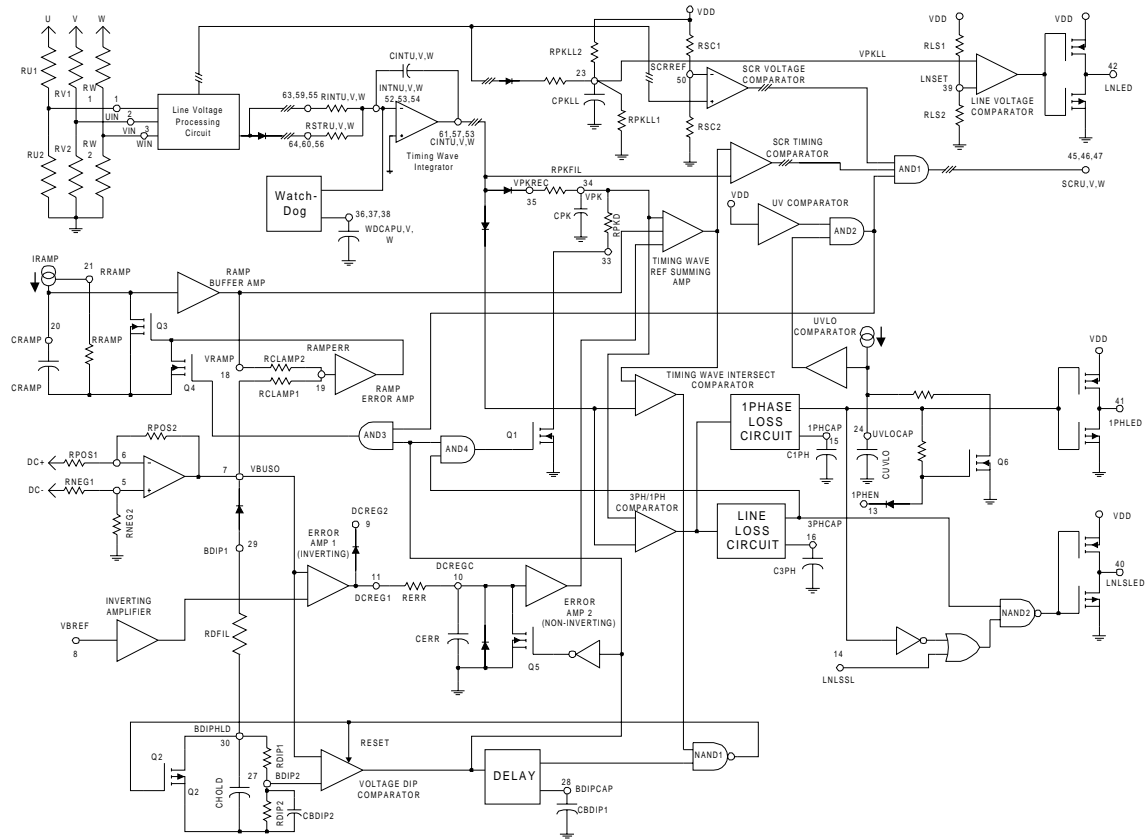 U V W
VDD
VDD
VDD
RU1
RV1
RW
1
RU2
RV2
RW
2
1
UIN
2
VIN
3
WIN
Line Voltage
Processing
Circuit
63,59,55
RINTU,V,W
RSTRU,V,W
64,60,56
CINTU,V,W
INTNU,V,W
52,53,54
61,57,53
CINTU,V,W
Timing Wave
Integrator
RPKLL2
23
CPKLL
RPKLL1
RSC1
SCRREF
50
RSC2
SCR VOLTAGE
COMPARATOR
VPKLL
RLS1
LNSET
39
RLS2
LINE VOLTAGE
COMPARATOR
42
LNLED
Watch-
Dog
36,37,38
WDCAPU,V,
W
RPKFIL
VPKREC
35
34
VPK
CPK
RPKD
33
SCR TIMING
COMPARATOR
AND1
45,46,47
SCRU,V,W
VDD
UV COMPARATOR
AND2
TIMING WAVE
REF SUMMING
AMP
IRAMP
21
RRAMP
RAMP
BUFFER AMP
20
CRAMP
CRAMP
RRAMP
Q3
Q4
VRAMP
18
RCLAMP2
RCLAMP1
RAMPERR
19
RAMP
ERROR AMP
UVLO
COMPARATOR
TIMING WAVE INTERSECT
COMPARATOR
1PHASE
LOSS
CIRCUIT
1PHCAP
15
C1PH
24
UVLOCAP
CUVLO
VDD
41
1PHLED
Q6
1PHEN
13
AND3
AND4
Q1
RPOS2
DC+
RPOS1
6
DC-
RNEG1
5
RNEG2
7
VBUSO
BDIP1
29
ERROR
AMP 1
(INVERTING)
DCREG2
9
11
DCREG1
RERR
DCREGC
10
CERR
Q5
ERROR
AMP 2
(NON-INVERTING)
3PH/1PH
COMPARATOR
LINE
LOSS
CIRCUIT
3PHCAP
16
C3PH
VDD
40
LNLSLED
NAND2
14
LNLSSL
INVERTING
AMPLIFIER
VBREF
8
RDFIL
BDIPHLD
30
Q2
Q2
CHOLD
27
RDIP1
BDIP2
RDIP2
CBDIP2
RESET
VOLTAGE DIP
COMPARATOR
DELAY
28
BDIPCAP
CBDIP1
NAND1